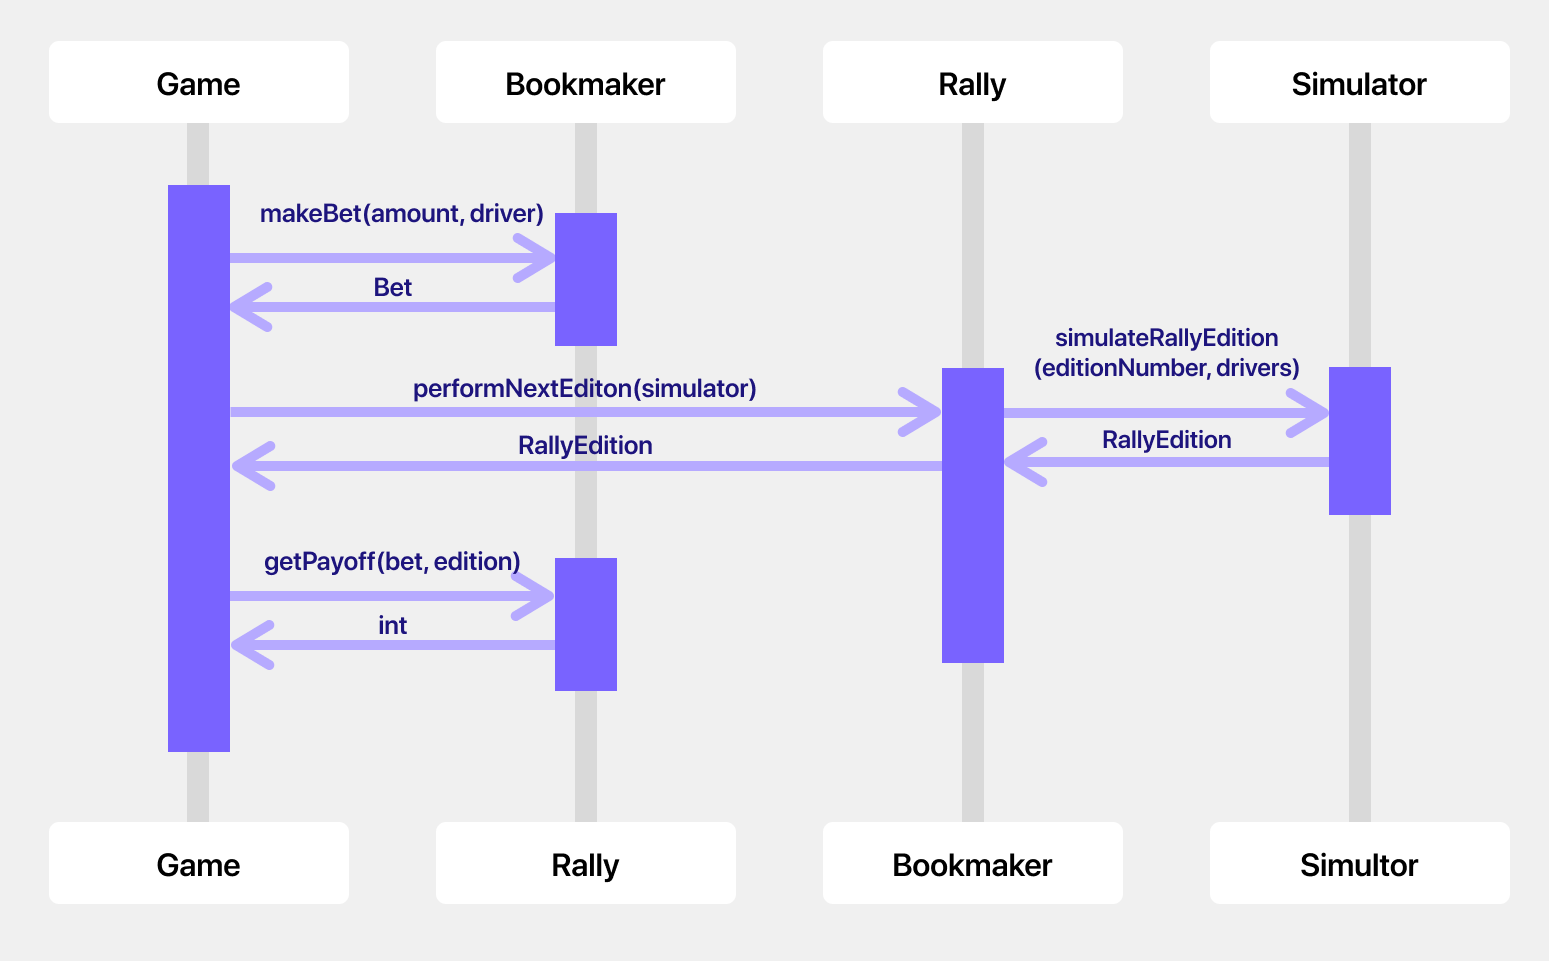 Game
Bookmaker
Rally
Simulator
makeBet(amount, driver)
Bet
simulateRallyEdition
(editionNumber, drivers)
performNextEditon(simulator)
RallyEdition
RallyEdition
getPayoff(bet, edition)
int
Game
Rally
Bookmaker
Simultor